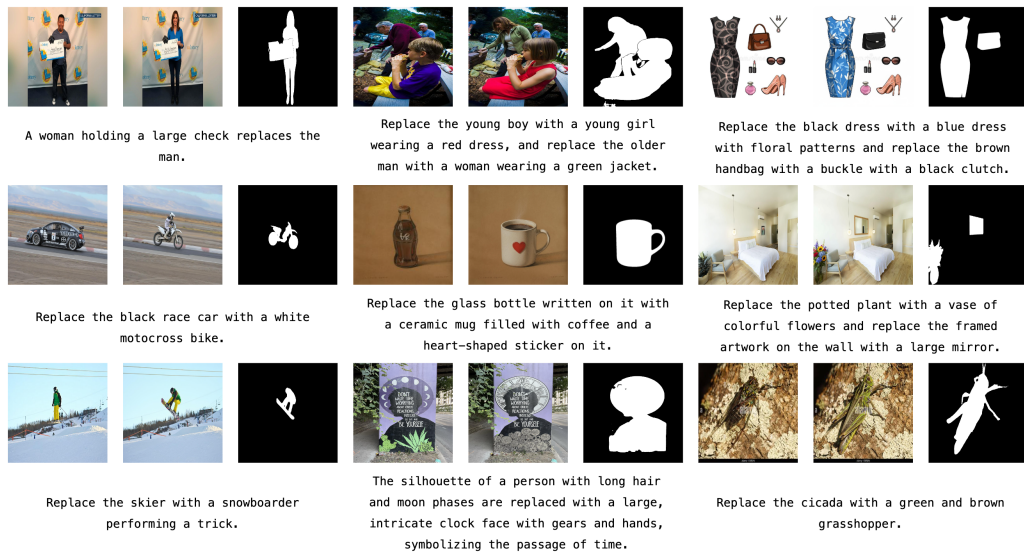 A woman holding a large check replaces the
man.
Replace the young boy with a young girl
wearing a red dress, and replace the older
man with a woman wearing a green jacket.
Replace the black dress with a blue dress
with floral patterns and replace the brown
handbag with a buckle with a black clutch.
Replace the black race car with a white
motocross bike.
Replace the glass bottle written on it with
a ceramic mug filled with coffee and a
heart-shaped sticker on it.
Replace the potted plant with a vase of
colorful flowers and replace the framed
artwork on the wall with a large mirror.
DON'T
BE YOURSELF
DON'T
BE YOURSELF
Replace the skier with a snowboarder
performing a trick.
The silhouette of a person with long hair
and moon phases are replaced with a large,
intricate clock face with gears and hands,
symbolizing the passage of time.
Replace the cicada with a green and brown
grasshopper.